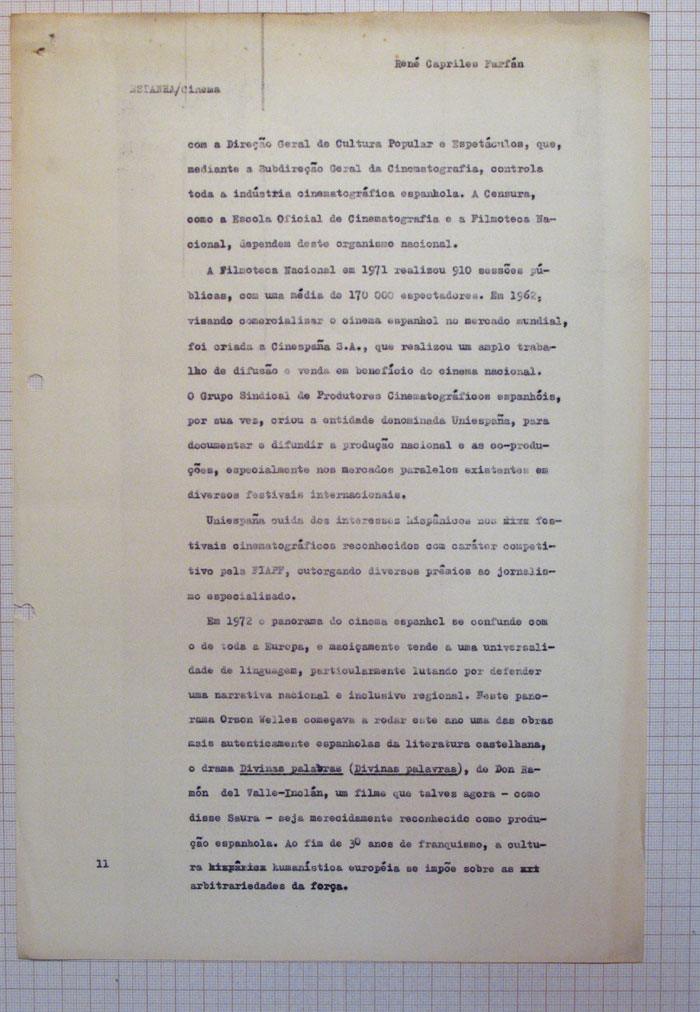 René Capriles Farfán
ESPANHA/Cinema
com a Direção Geral de Cultura Popular e Espetáculos, que,
mediante a Subdireção Geral da Cinematografia, controla
toda a indústria cinematográfica espanhola. A Censura,
como a Escola Oficial de Cinematografia e a Filmoteca Na-
cional, dependem deste organismo nacional.
A Filmoteca Nacional em 1971 realizou 910 sessões pú-
blicas, com uma média de 170 000 espectadores. Em 1962,
visando comercializar o cinema espanhol no mercado mundial,
foi criada a Cinespaña S.A., que realizou um amplo traba-
lho de difusão e venda em benefício do cinema nacional.
O Grupo Sindical de Produtores Cinematográficos espanhóis,
por sua vez, criou a entidade denominada Uniespaña, para
documentar e difundir a produção nacional e as co-produ-
ções, especialmente nos mercados paralelos existentes em
diversos festivais internacionais.
Uniespaña cuida dos interesses hispânicos nos fes-
tivais cinematográficos reconhecidos com caráter competi-
tivo pela FIAPF, outorgando diversos prêmios ao jornalis-
mo especializado.
Em 1972 o panorama do cinema espanhol se confunde com
o de toda a Europa, e maciçamente tende a uma universali-
dade de linguagem, particularmente lutando por defender
uma narrativa nacional e inclusive regional. Neste pano-
rama Orson Welles começava a rodar este ano uma das obras
mais autenticamente espanholas da literatura castelhana,
o drama Divinas palabras (Divinas palavras), de Don Ra-
món del Valle-Inclán, um filme que talvez agora - como
disse Saura - seja merecidamente reconhecido como produ-
ção espanhola. Ao fim de 30 anos de franquismo, a cultu-
ra hispânica humanística européia se impõe sobre as
arbitrariedades da força.
11